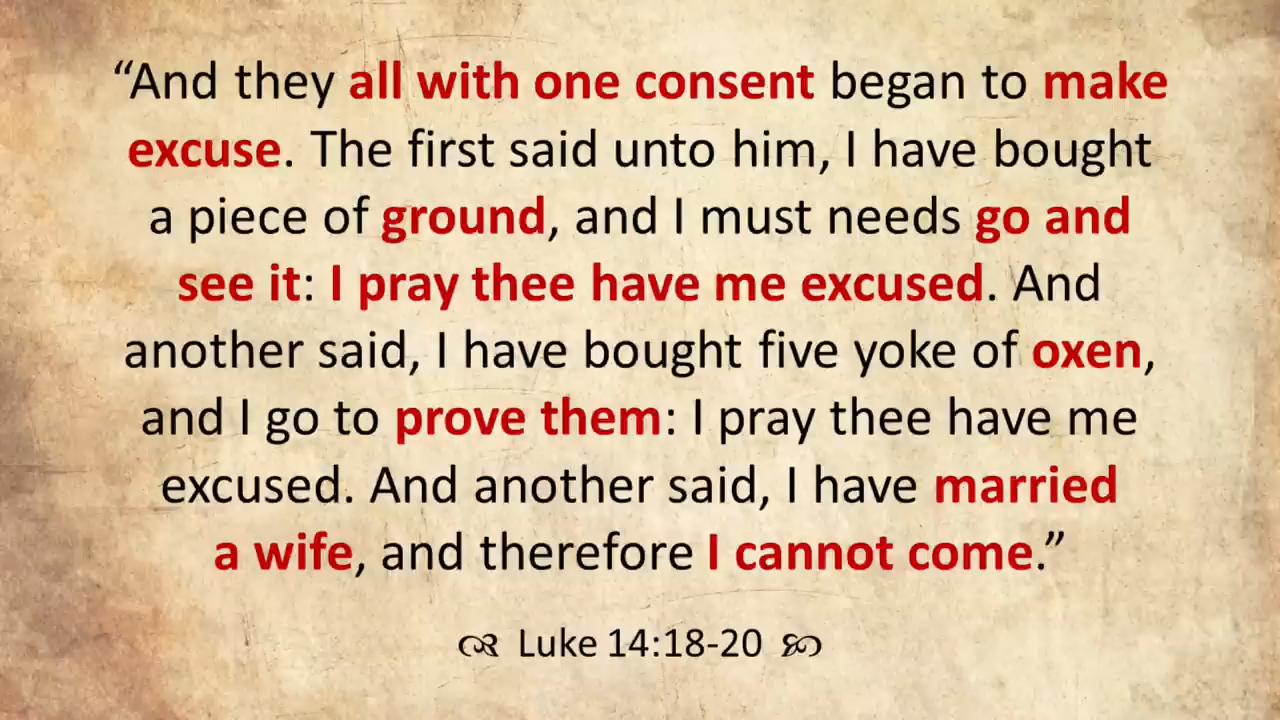 “And they all with one consent began to make
excuse. The first said unto him, I have bought
a piece of ground, and I must needs go and
see it: I pray thee have me excused. And
another said, I have bought five yoke of oxen,
and I go to prove them: I pray thee have me
excused. And another said, I have married
a wife, and therefore I cannot come.”
Luke 14:18-20